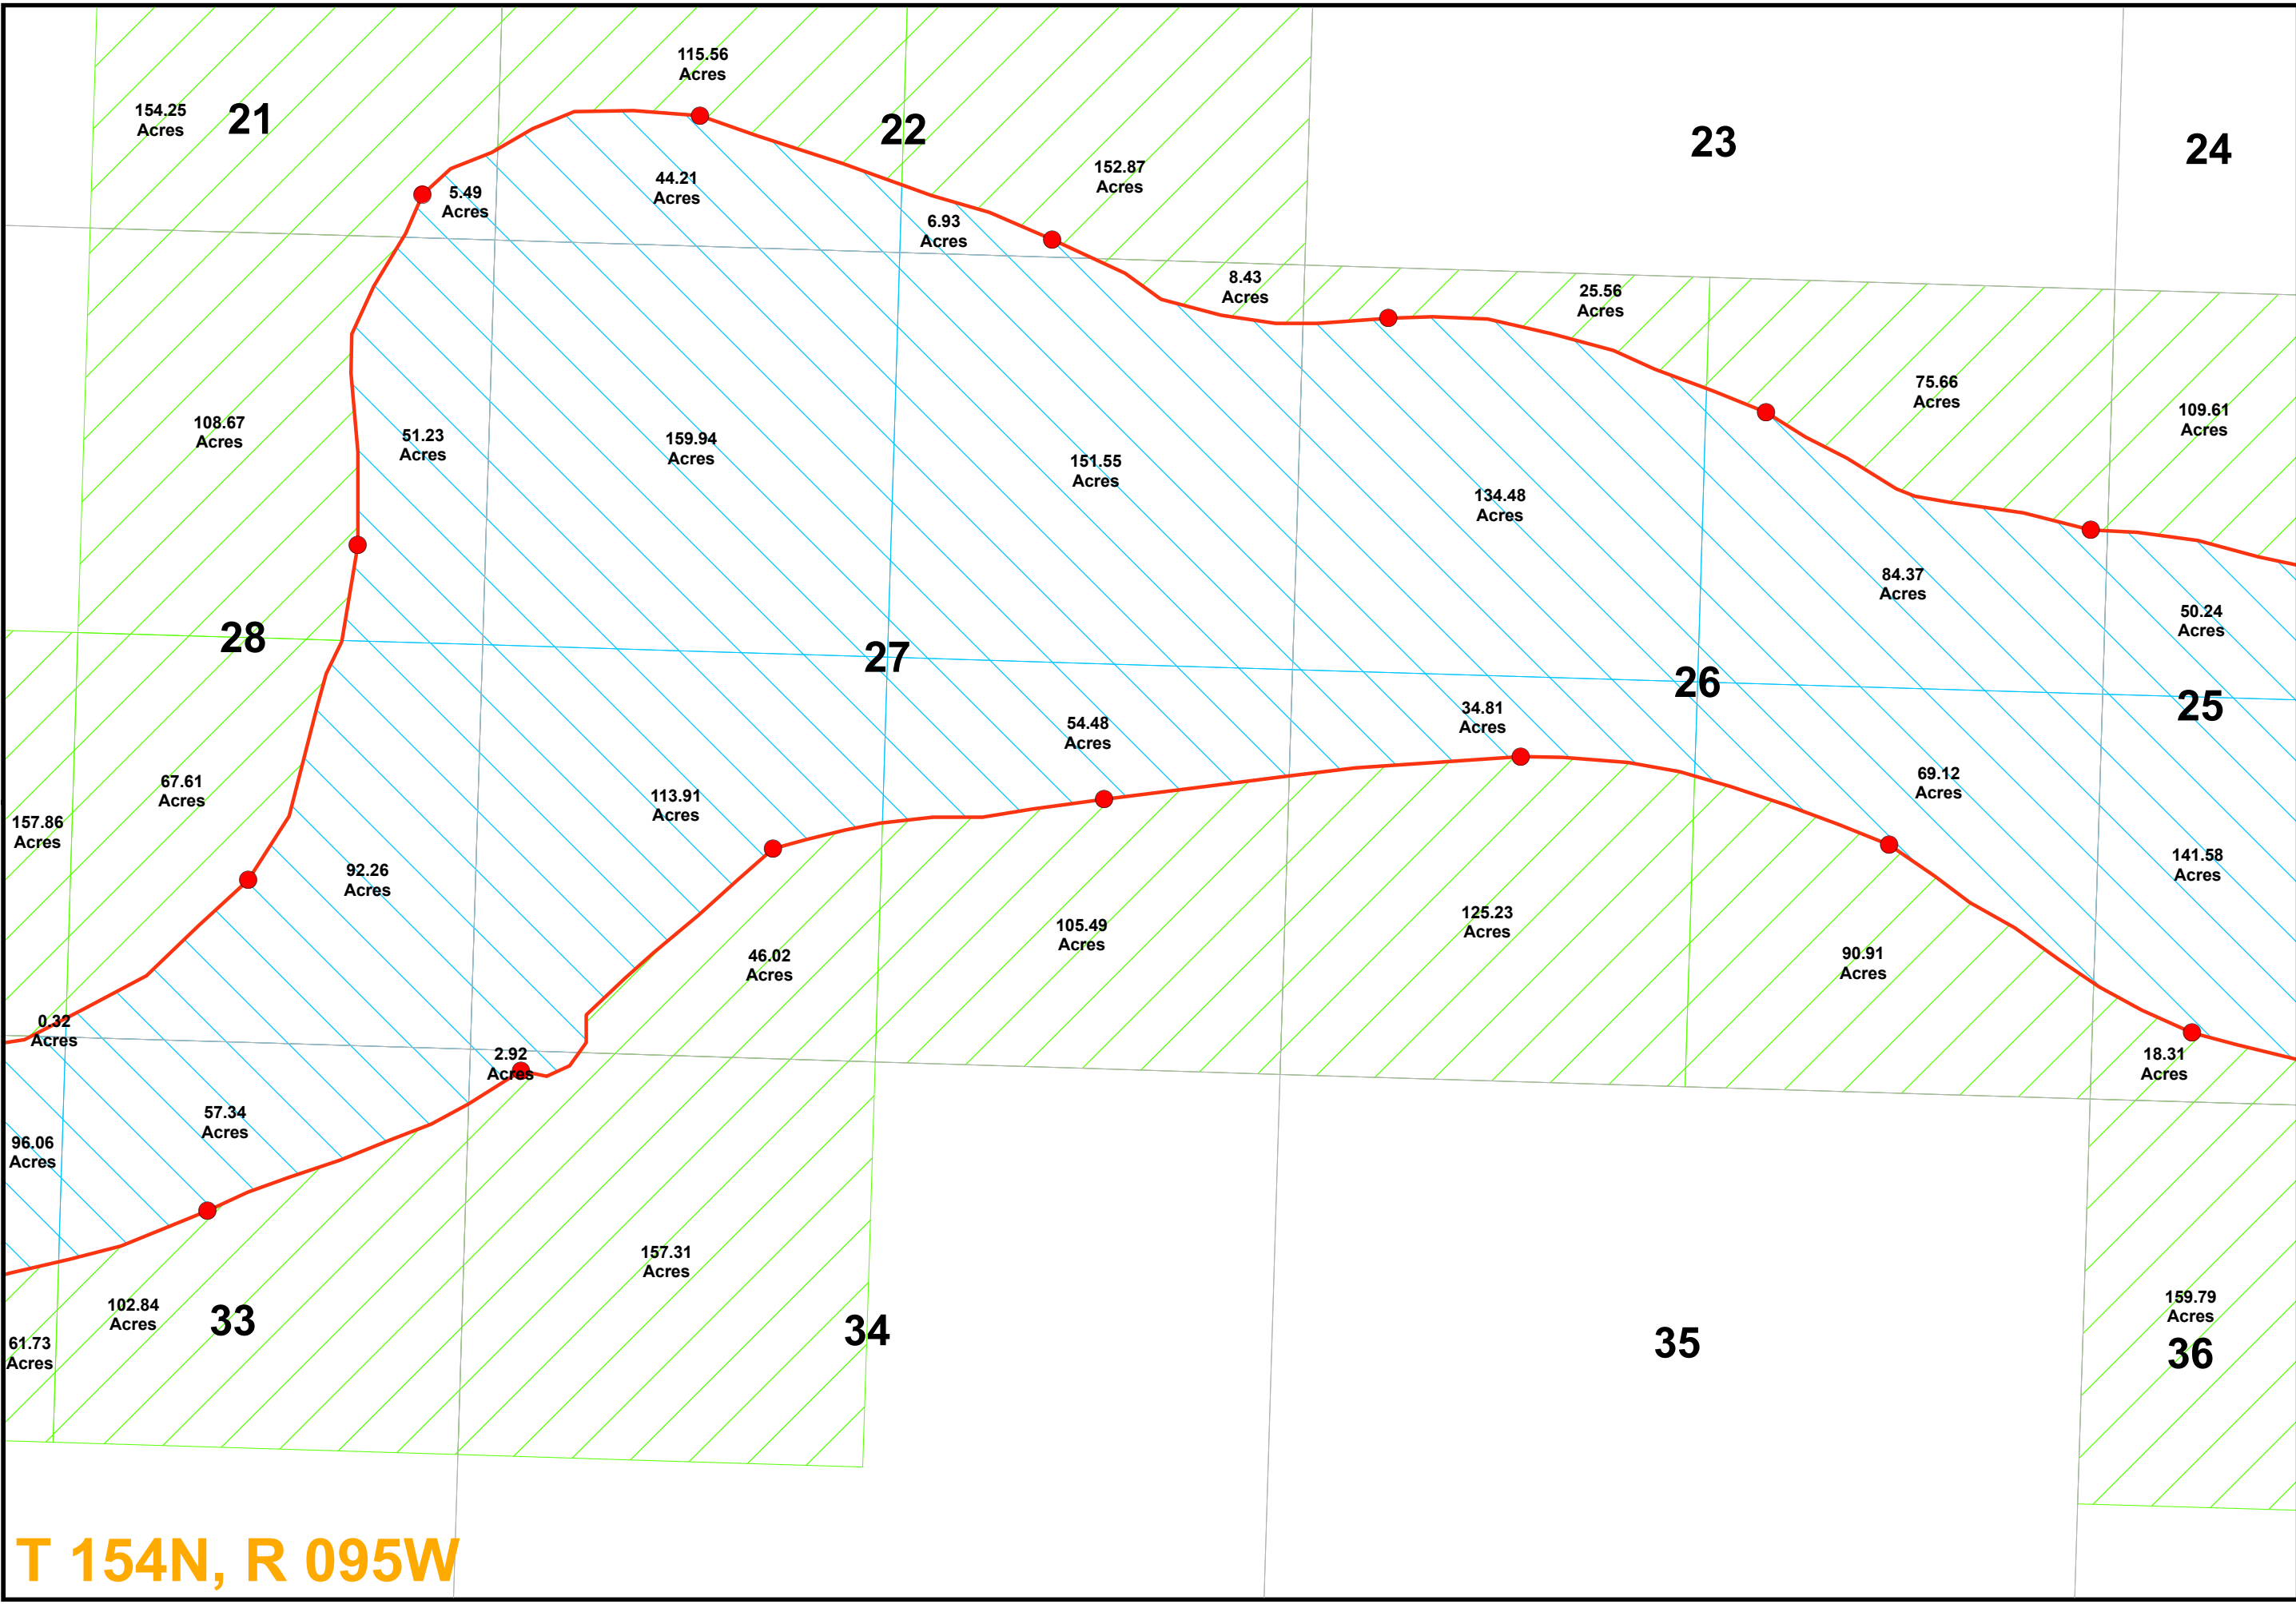 115.56
Acres
154.25
Acres
21
22
23
24
152.87
Acres
5.49
Acres
44.21
Acres
6.93
Acres
8.43
Acres
25.56
Acres
75.66
Acres
109.61
Acres
108.67
Acres
51.23
Acres
159.94
Acres
151.55
Acres
134.48
Acres
84.37
Acres
50.24
Acres
28
27
26
25
54.48
Acres
34.81
Acres
67.61
Acres
113.91
Acres
69.12
Acres
157.86
Acres
92.26
Acres
141.58
Acres
46.02
Acres
105.49
Acres
125.23
Acres
90.91
Acres
0.32
Acres
2.92
Acres
18.31
Acres
57.34
Acres
96.06
Acres
157.31
Acres
102.84
Acres
33
34
35
159.79
Acres
36
61.73
Acres
T 154N, R 095W